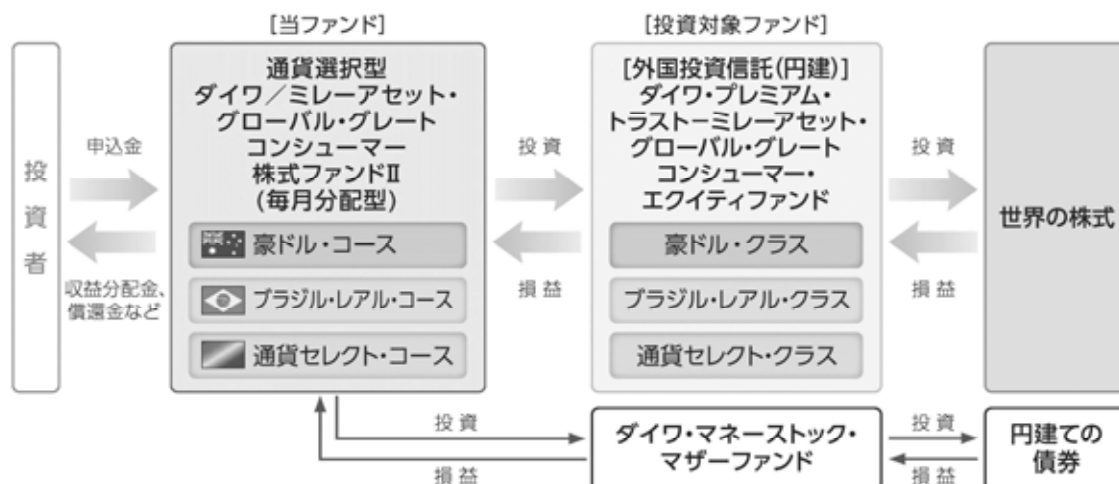 [当ファンド]
[投資対象ファンド]
投資者
申込金
収益分配金、
償還金など
通貨選択型
ダイワ／ミレーアセット・
グローバル・グレート
コンシューマー
株式ファンドⅡ
(毎月分配型)
豪ドル・コース
ブラジル・レアル・コース
通貨セレクト・コース
投 資
損 益
[外国投資信託(円建)]
ダイワ・プレミアム・
トラスト－ミレーアセット・
グローバル・グレート
コンシューマー・
エクイティファンド
豪ドル・クラス
ブラジル・レアル・クラス
通貨セレクト・クラス
投 資
損 益
世界の株式
投 資
損 益
ダイワ・マネーストック・
マザーファンド
投 資
損 益
円建ての
債券